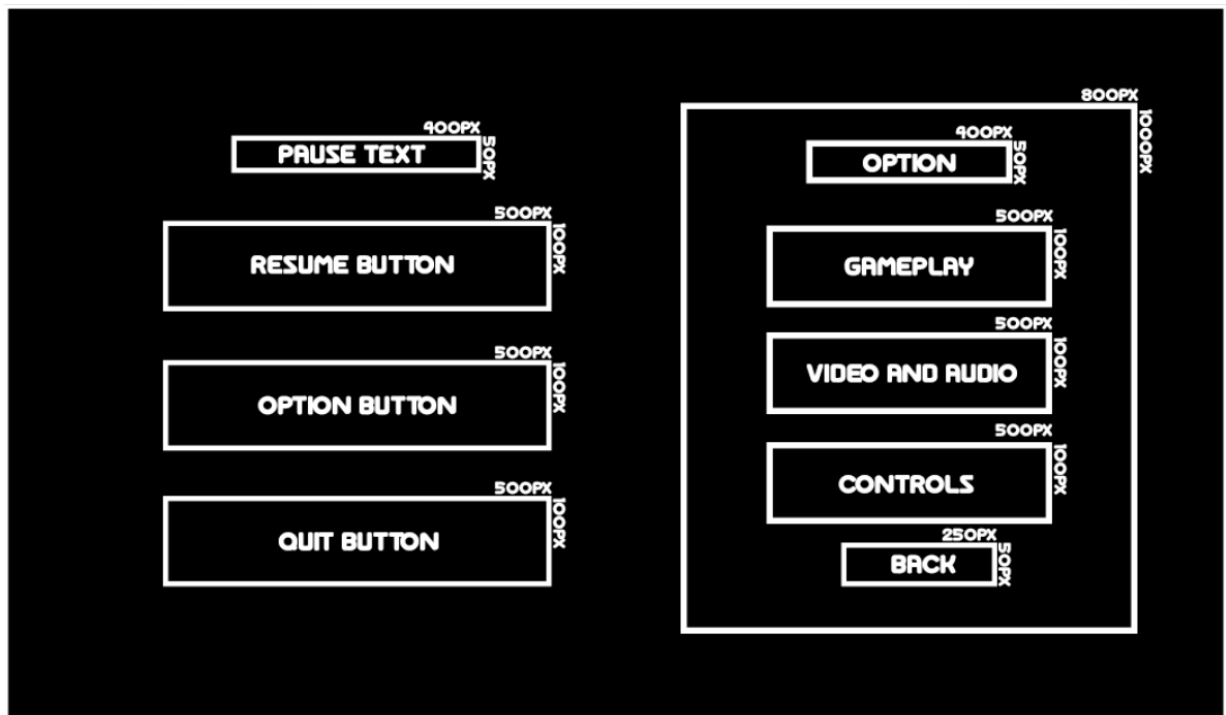 400PX
50PX
PAUSE TEXT
500PX
100PX
RESUME BUTTON
500PX
100PX
OPTION BUTTON
500PX
100PX
QUIT BUTTON
800PX
1000PX
400PX
50PX
OPTION
500PX
100PX
GAMEPLAY
500PX
100PX
VIDEO AND AUDIO
500PX
100PX
CONTROLS
250PX
50PX
BACK